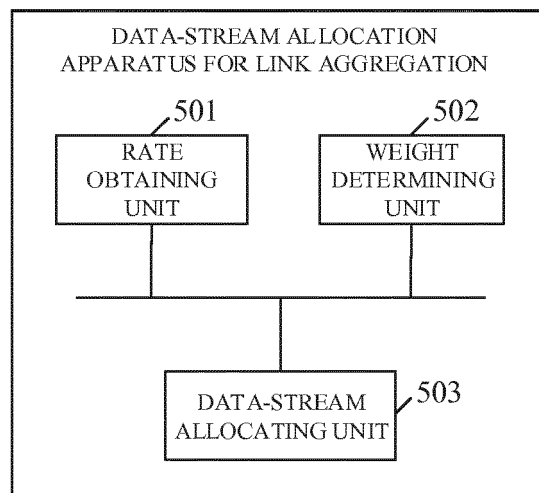 DATA-STREAM ALLOCATION
APPARATUS FOR LINK AGGREGATION
501
502
RATE
OBTAINING
UNIT
WEIGHT
DETERMINING
UNIT
503
DATA-STREAM
ALLOCATING UNIT